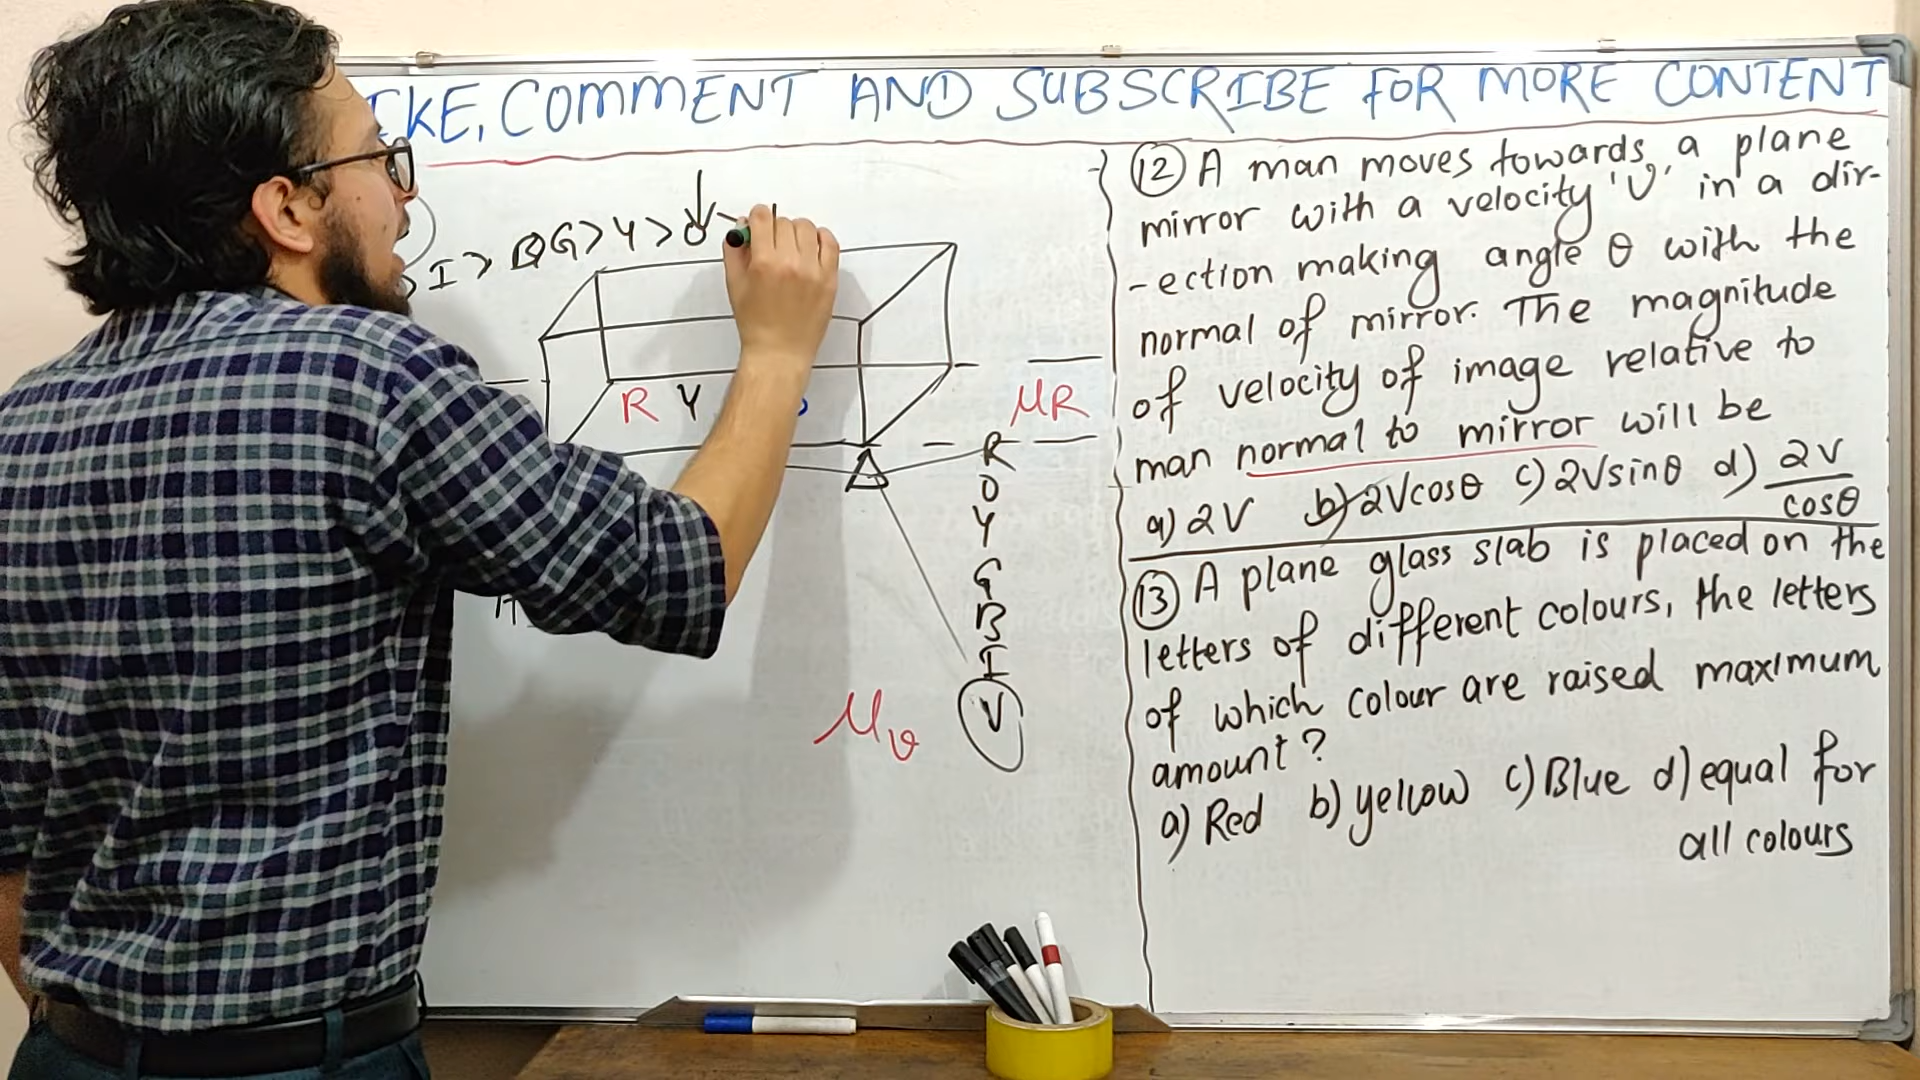 IKE, COMMENT AND SUBSCRIBE FOR MORE CONTENT
I > B G > Y > O >
R Y
μR
R
O
Y
G
B
I
V
μv
12 A man moves towards a plane
mirror with a velocity 'v' in a dir-
-ection making angle θ with the
normal of mirror. The magnitude
of velocity of image relative to
man normal to mirror will be
a) 2V b) 2Vcosθ c) 2Vsinθ d) 2V/cosθ
13 A plane glass slab is placed on the
letters of different colours, the letters
of which colour are raised maximum
amount?
a) Red b) yellow c) Blue d) equal for
all colours